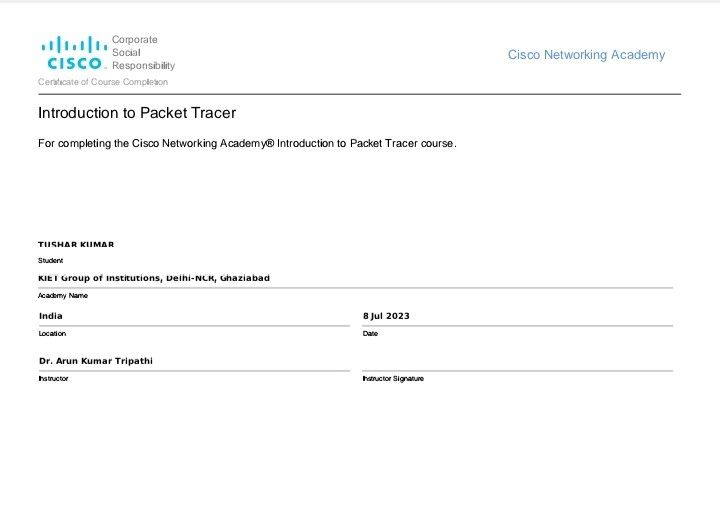 Corporate
Social
Responsibility
CISCO
Cisco Networking Academy
Certificate of Course Completion
Introduction to Packet Tracer
For completing the Cisco Networking Academy® Introduction to Packet Tracer course.
TUSHAR KUMAR
Student
KIET Group of Institutions, Delhi-NCR, Ghaziabad
Academy Name
India
8 Jul 2023
Location
Date
Dr. Arun Kumar Tripathi
Instructor
Instructor Signature